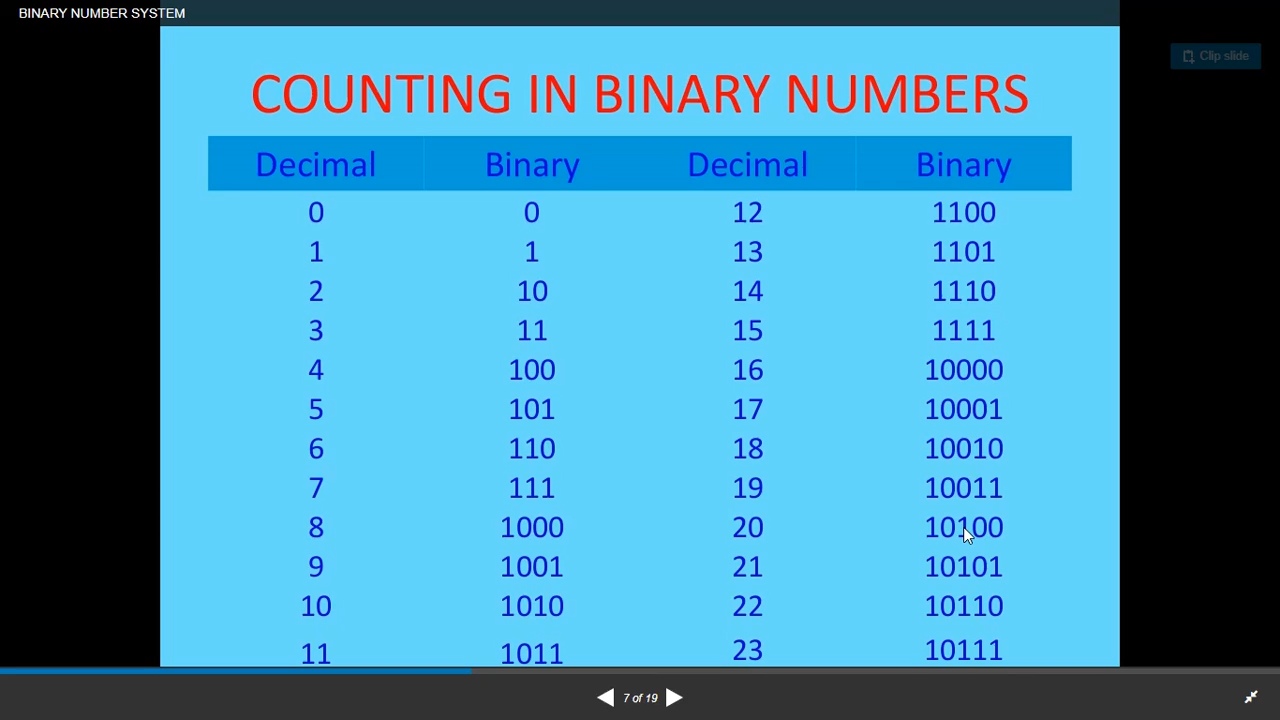 BINARY NUMBER SYSTEM
Clip slide
COUNTING IN BINARY NUMBERS
Decimal Binary Decimal Binary
0 0 12 1100
1 1 13 1101
2 10 14 1110
3 11 15 1111
4 100 16 10000
5 101 17 10001
6 110 18 10010
7 111 19 10011
8 1000 20 10100
9 1001 21 10101
10 1010 22 10110
11 1011 23 10111
7 of 19